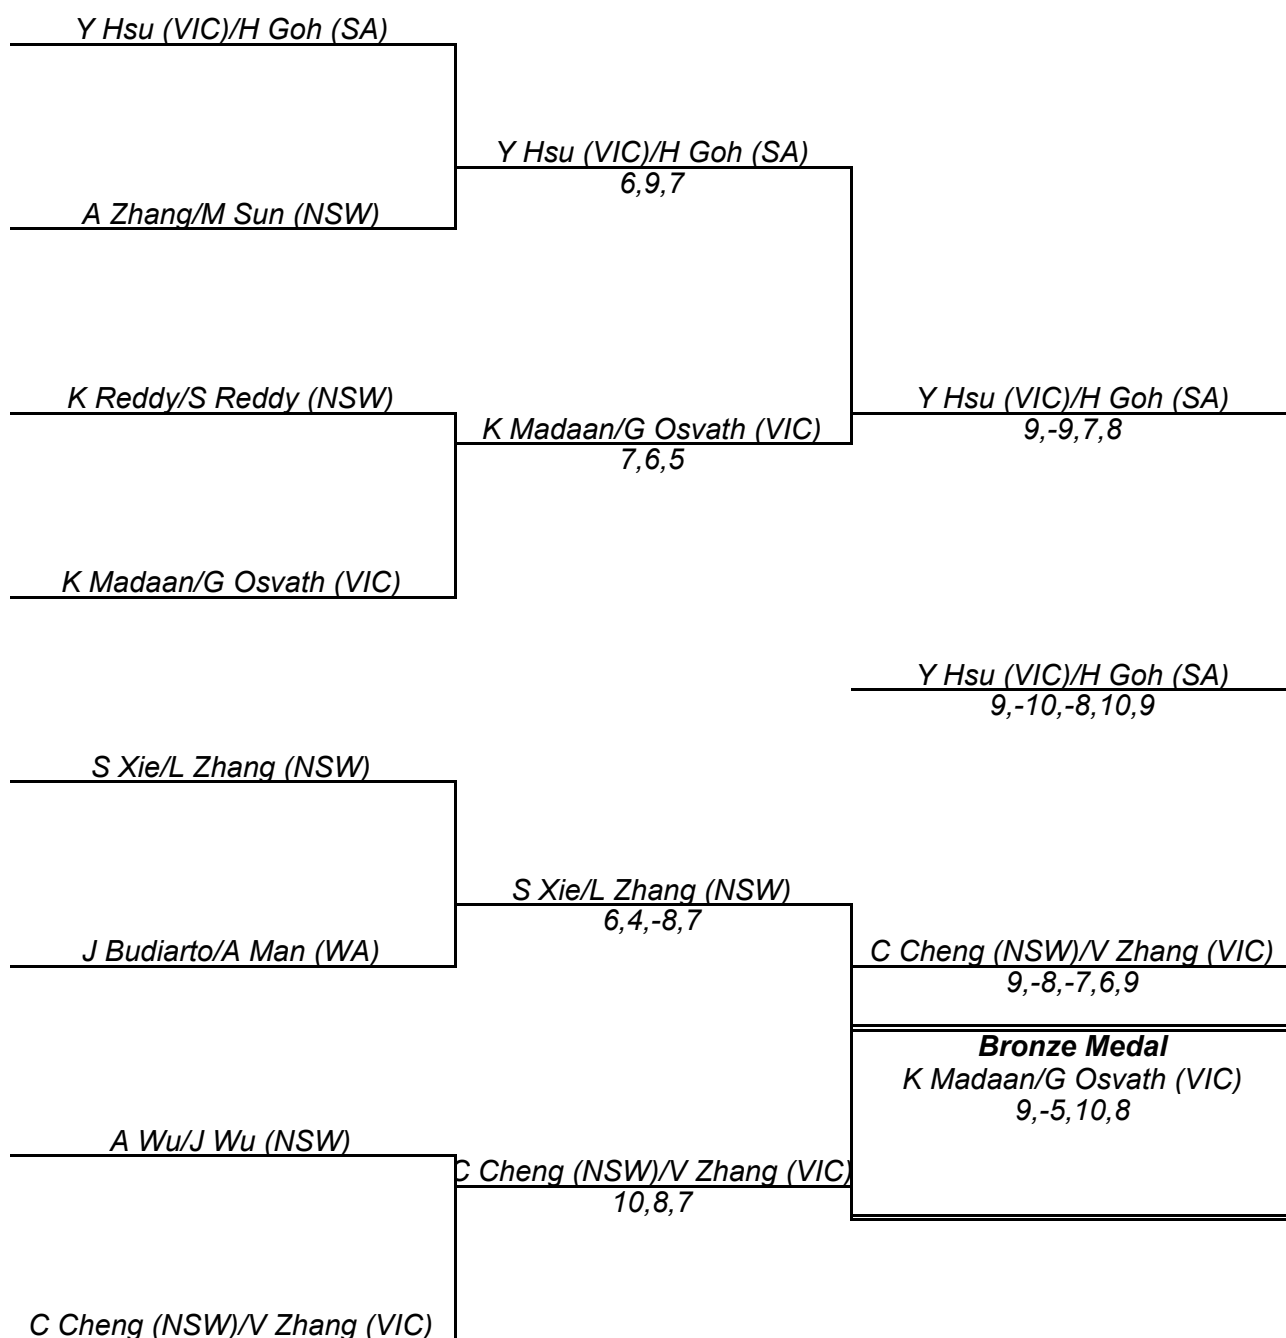 Y Hsu (VIC)/H Goh (SA)
Y Hsu (VIC)/H Goh (SA)
6,9,7
A Zhang/M Sun (NSW)
K Reddy/S Reddy (NSW)
Y Hsu (VIC)/H Goh (SA)
9,-9,7,8
K Madaan/G Osvath (VIC)
7,6,5
K Madaan/G Osvath (VIC)
Y Hsu (VIC)/H Goh (SA)
9,-10,-8,10,9
S Xie/L Zhang (NSW)
S Xie/L Zhang (NSW)
6,4,-8,7
J Budiarto/A Man (WA)
C Cheng (NSW)/V Zhang (VIC)
9,-8,-7,6,9
Bronze Medal
K Madaan/G Osvath (VIC)
9,-5,10,8
A Wu/J Wu (NSW)
C Cheng (NSW)/V Zhang (VIC)
10,8,7
C Cheng (NSW)/V Zhang (VIC)